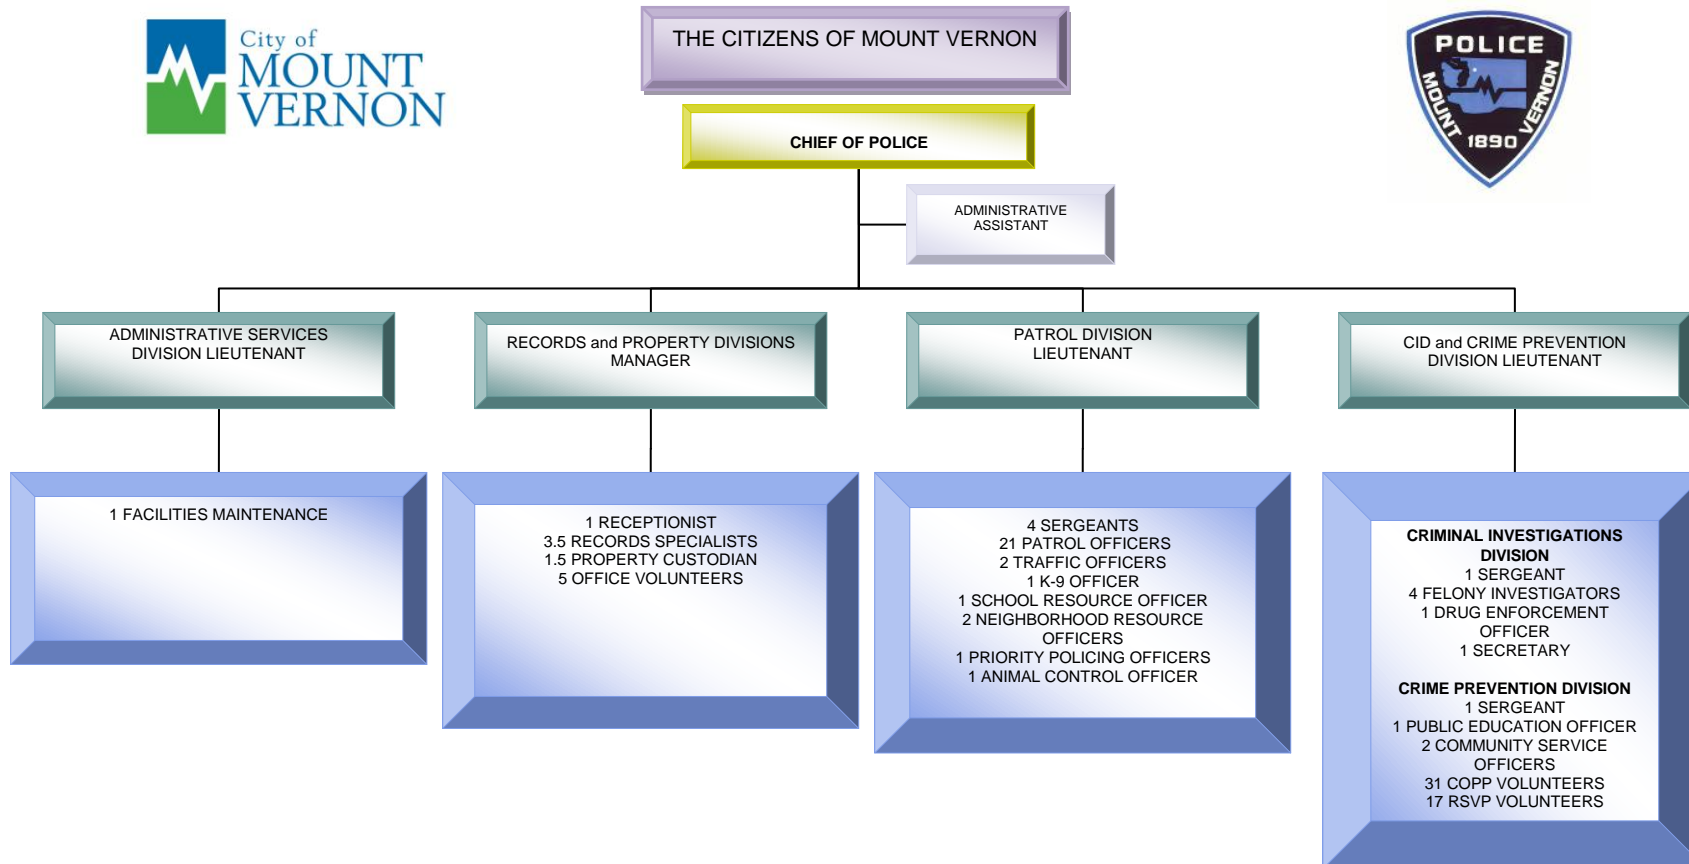 City of
MOUNT
VERNON
THE CITIZENS OF MOUNT VERNON
POLICE
MOUNT VERNON
1890
CHIEF OF POLICE
ADMINISTRATIVE
ASSISTANT
ADMINISTRATIVE SERVICES
DIVISION LIEUTENANT
RECORDS and PROPERTY DIVISIONS
MANAGER
PATROL DIVISION
LIEUTENANT
CID and CRIME PREVENTION
DIVISION LIEUTENANT
1 FACILITIES MAINTENANCE
1 RECEPTIONIST
3.5 RECORDS SPECIALISTS
1.5 PROPERTY CUSTODIAN
5 OFFICE VOLUNTEERS
4 SERGEANTS
21 PATROL OFFICERS
2 TRAFFIC OFFICERS
1 K-9 OFFICER
1 SCHOOL RESOURCE OFFICER
2 NEIGHBORHOOD RESOURCE
OFFICERS
1 PRIORITY POLICING OFFICERS
1 ANIMAL CONTROL OFFICER
CRIMINAL INVESTIGATIONS
DIVISION
1 SERGEANT
4 FELONY INVESTIGATORS
1 DRUG ENFORCEMENT
OFFICER
1 SECRETARY
CRIME PREVENTION DIVISION
1 SERGEANT
1 PUBLIC EDUCATION OFFICER
2 COMMUNITY SERVICE
OFFICERS
31 COPP VOLUNTEERS
17 RSVP VOLUNTEERS